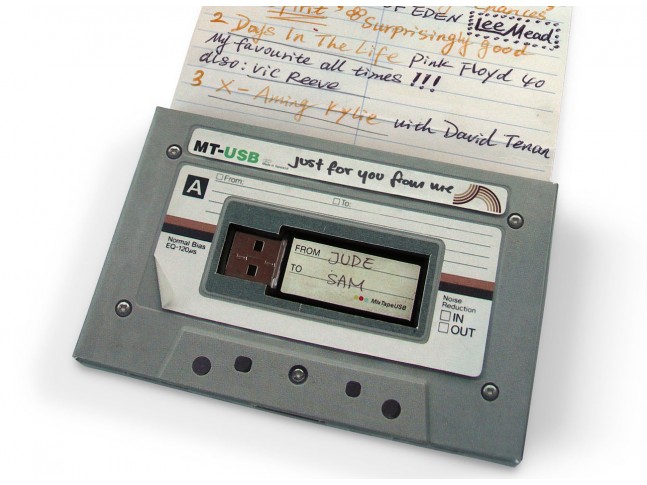 OF EDEN Lee Mead
2 Days In The Life Surprisingly good
Pink Floyd 40
My favourite all times !!!
also: Vic Reeve
3 X-Aming Kylie with David Tenan
MT-USB just for you from me
A From:
To:
Normal Bias
EQ-120µs
FROM JUDE
TO SAM
MixTapeUSB
Noise
Reduction
IN
OUT